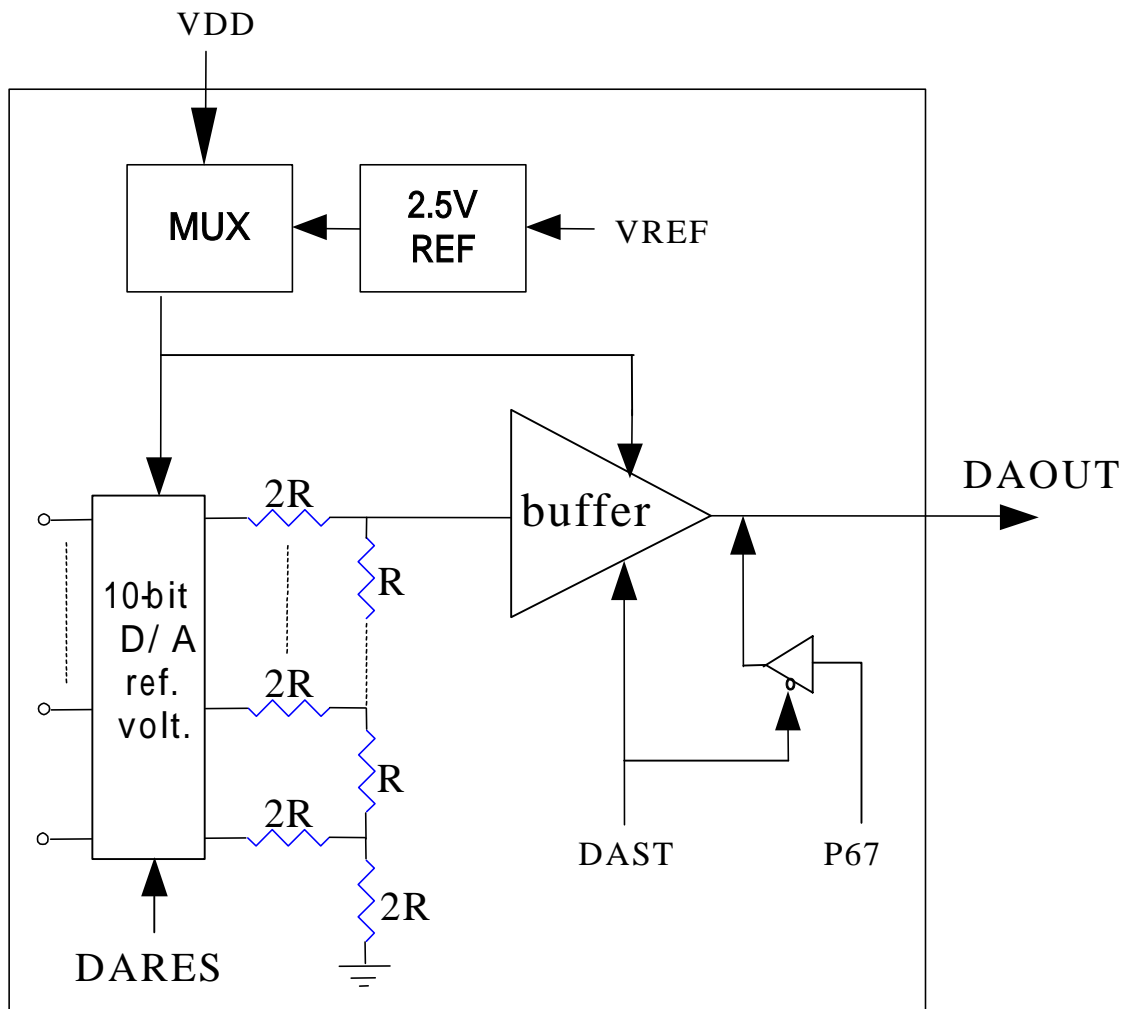 VDD
MUX
2.5V
REF
VREF
2R
buffer
DAOUT
R
10-bit
D/A
ref.
volt.
2R
R
2R
DAST
P67
2R
DARES